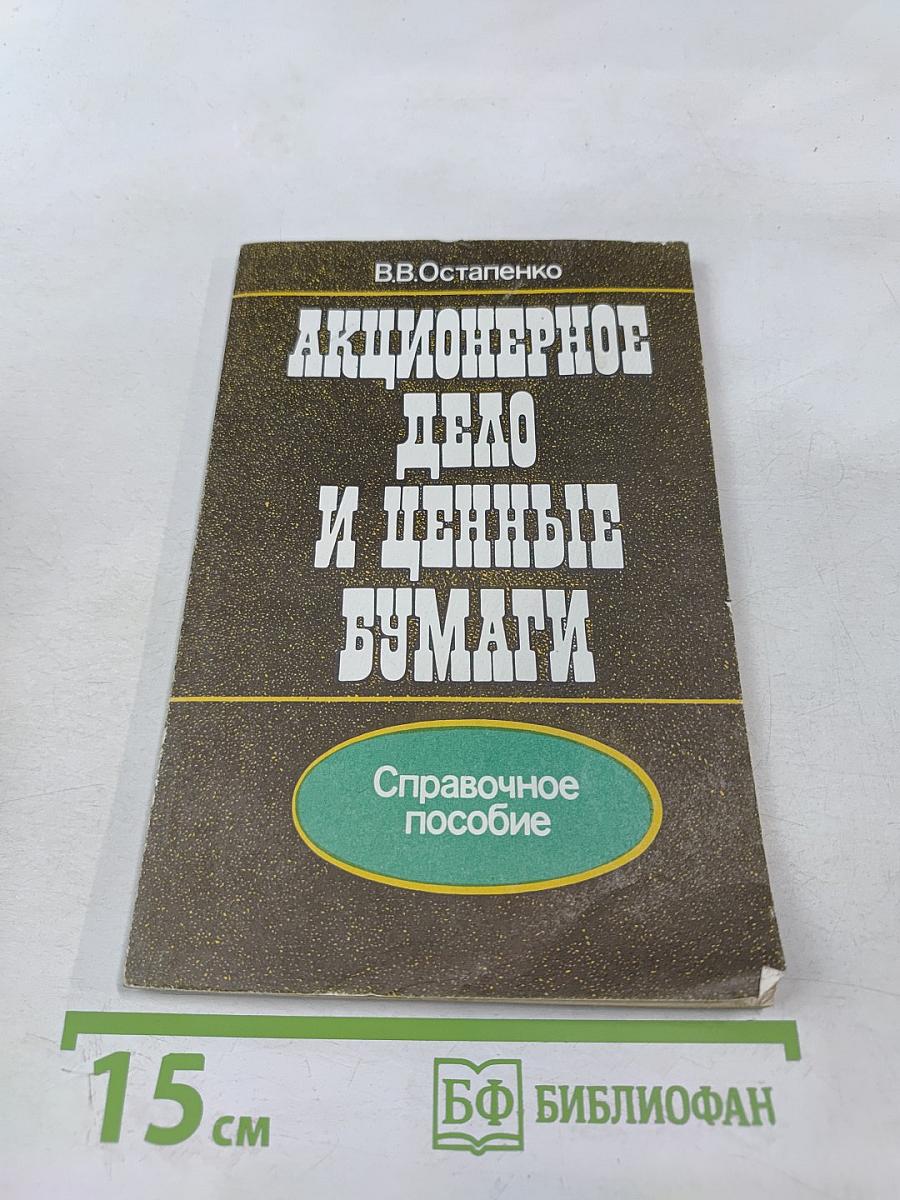 В.В.Остапенко
АКЦИОНЕРНОЕ
ДЕЛО
И ЦЕННЫЕ
БУМАГИ
Справочное
пособие
15 см
БФ БИБЛИОФАН